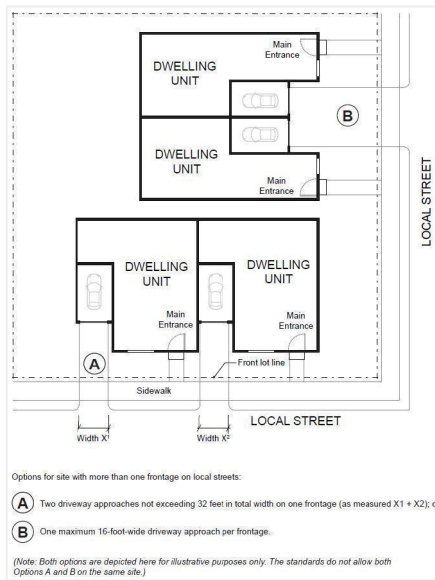 Main
Entrance
DWELLING
UNIT
B
DWELLING
UNIT
Main
Entrance
LOCAL STREET
DWELLING
UNIT
DWELLING
UNIT
Main
Entrance
Main
Entrance
A
Front lot line
Sidewalk
LOCAL STREET
Width X¹
Width X²
Options for site with more than one frontage on local streets:
A Two driveway approaches not exceeding 32 feet in total width on one frontage (as measured X1 + X2);
B One maximum 16-foot-wide driveway approach per frontage.
(Note: Both options are depicted here for illustrative purposes only. The standards do not allow both
Options A and B on the same site.)